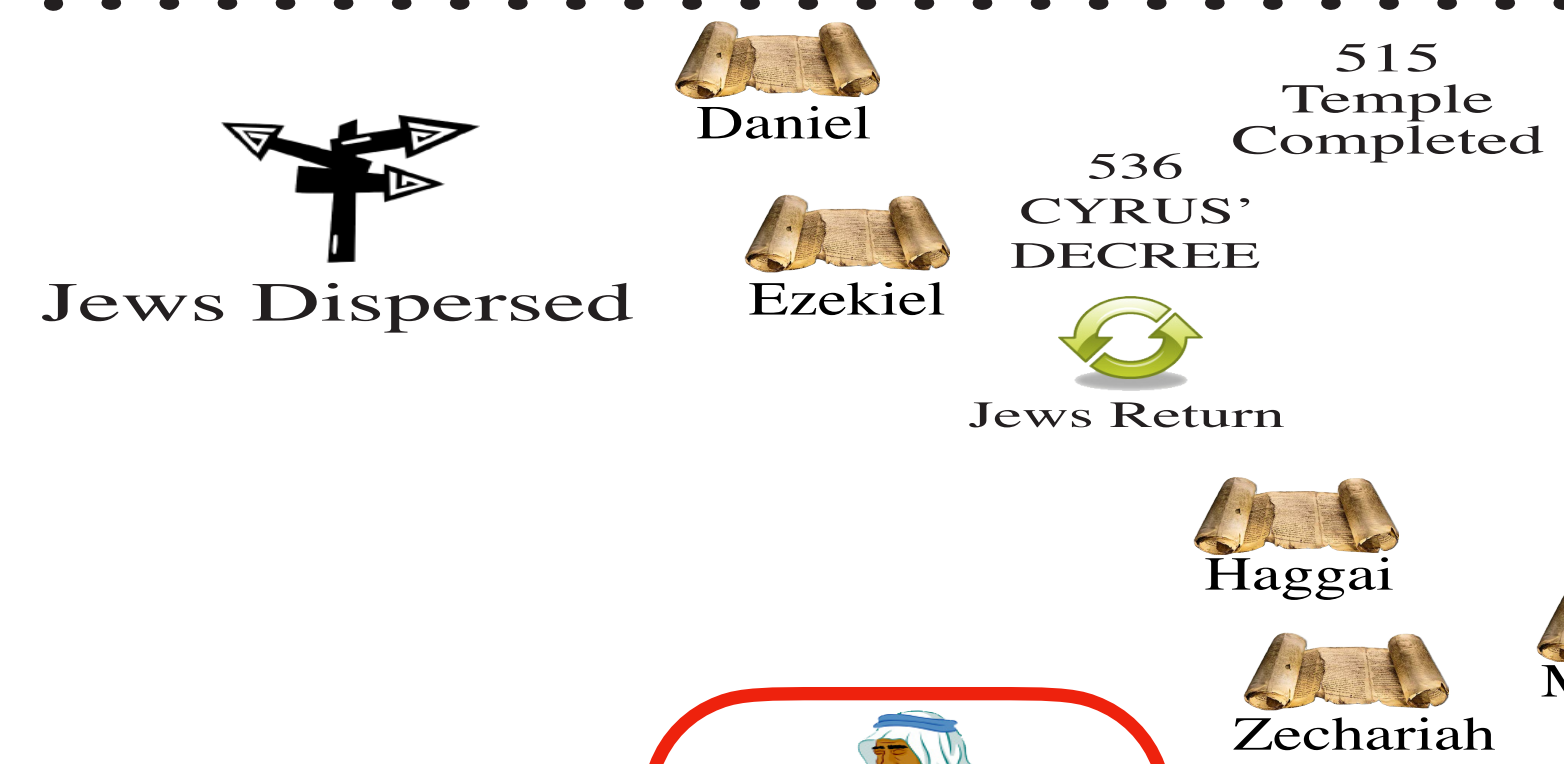 Daniel
515
Temple
Completed
536
CYRUS’
DECREE
Jews Dispersed
Ezekiel
Jews Return
Haggai
Zechariah